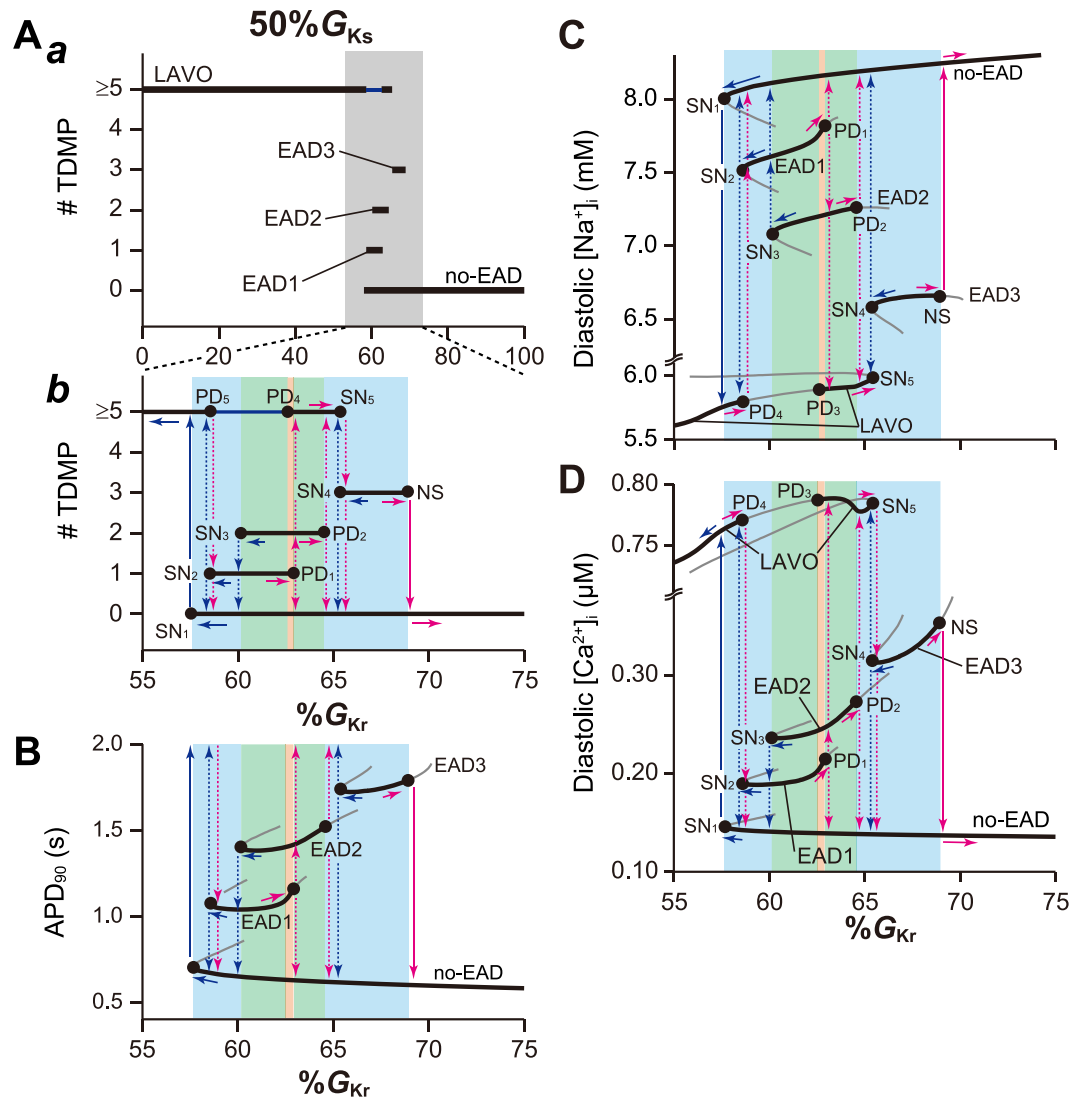 A
a
50%GKs
# TDMP
≥5
4
3
2
1
0
LAVO
EAD3
EAD2
EAD1
no-EAD
0
20
40
60
80
100
b
# TDMP
≥5
4
3
2
1
0
PD5
PD4
SN5
SN4
NS
SN3
PD2
SN2
PD1
SN1
55
60
65
70
75
%GKr
B
APD90 (s)
2.0
1.5
1.0
0.5
EAD3
EAD2
EAD1
no-EAD
55
60
65
70
75
%GKr
C
Diastolic [Na+]i (mM)
8.0
7.5
7.0
6.5
6.0
5.5
no-EAD
SN1
PD1
EAD1
SN2
EAD2
PD2
SN3
EAD3
SN4
NS
SN5
PD4
PD3
LAVO
55
60
65
70
75
D
Diastolic [Ca2+]i (μM)
0.80
0.75
0.30
0.20
0.10
PD3
PD4
SN5
LAVO
NS
SN4
EAD3
EAD2
PD2
SN3
PD1
SN2
SN1
no-EAD
EAD1
55
60
65
70
75
%GKr